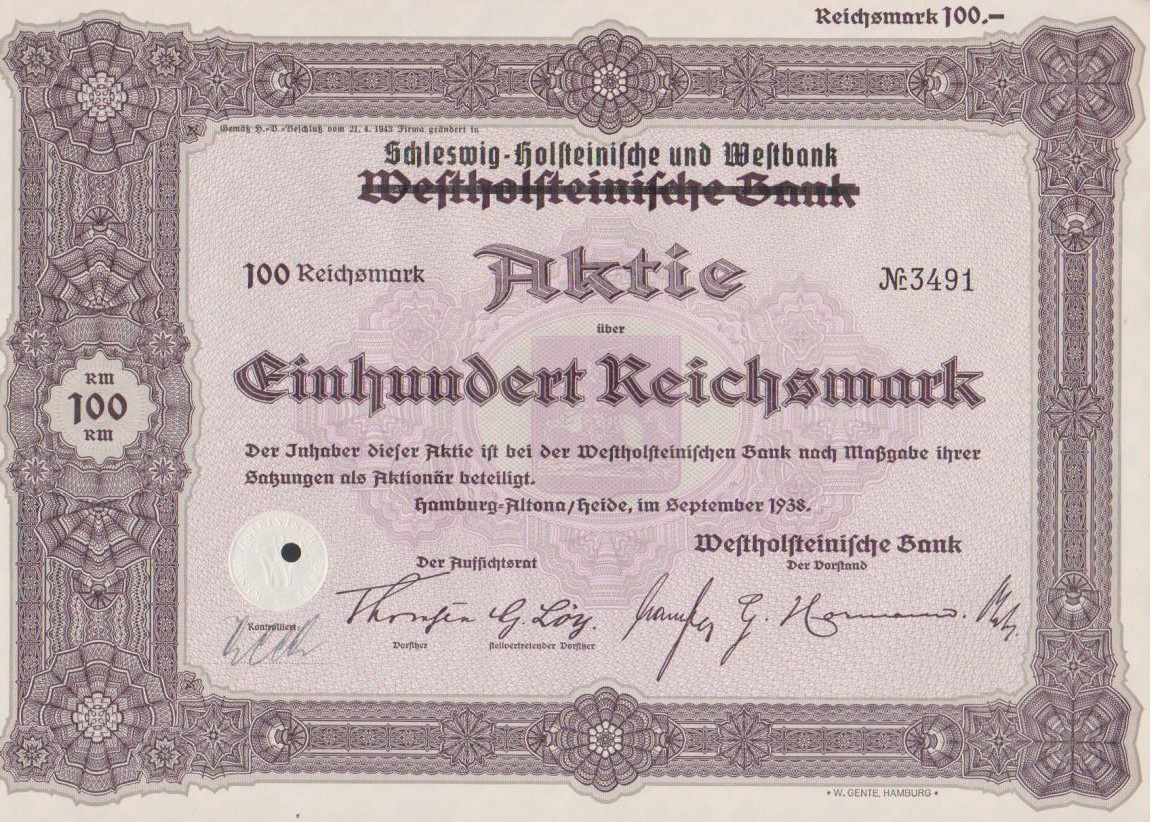 Reichsmark 100.–
Gemäß H.-V.-Beschluß vom 21. 4. 1943 Firma geändert in
Schleswig-Holsteinische und Westbank
Westholsteinische Bank
100 Reichsmark Aktie № 3491
über
Einhundert Reichsmark
RM
100
RM
Der Inhaber dieser Aktie ist bei der Westholsteinischen Bank nach Maßgabe ihrer
Satzungen als Aktionär beteiligt.
Hamburg-Altona/Heide, im September 1938.
Westholsteinische Bank
Der Aufsichtsrat Der Vorstand
Kontrolliert:
Vorsitzer stellvertretender Vorsitzer
* W. GENTE, HAMBURG *